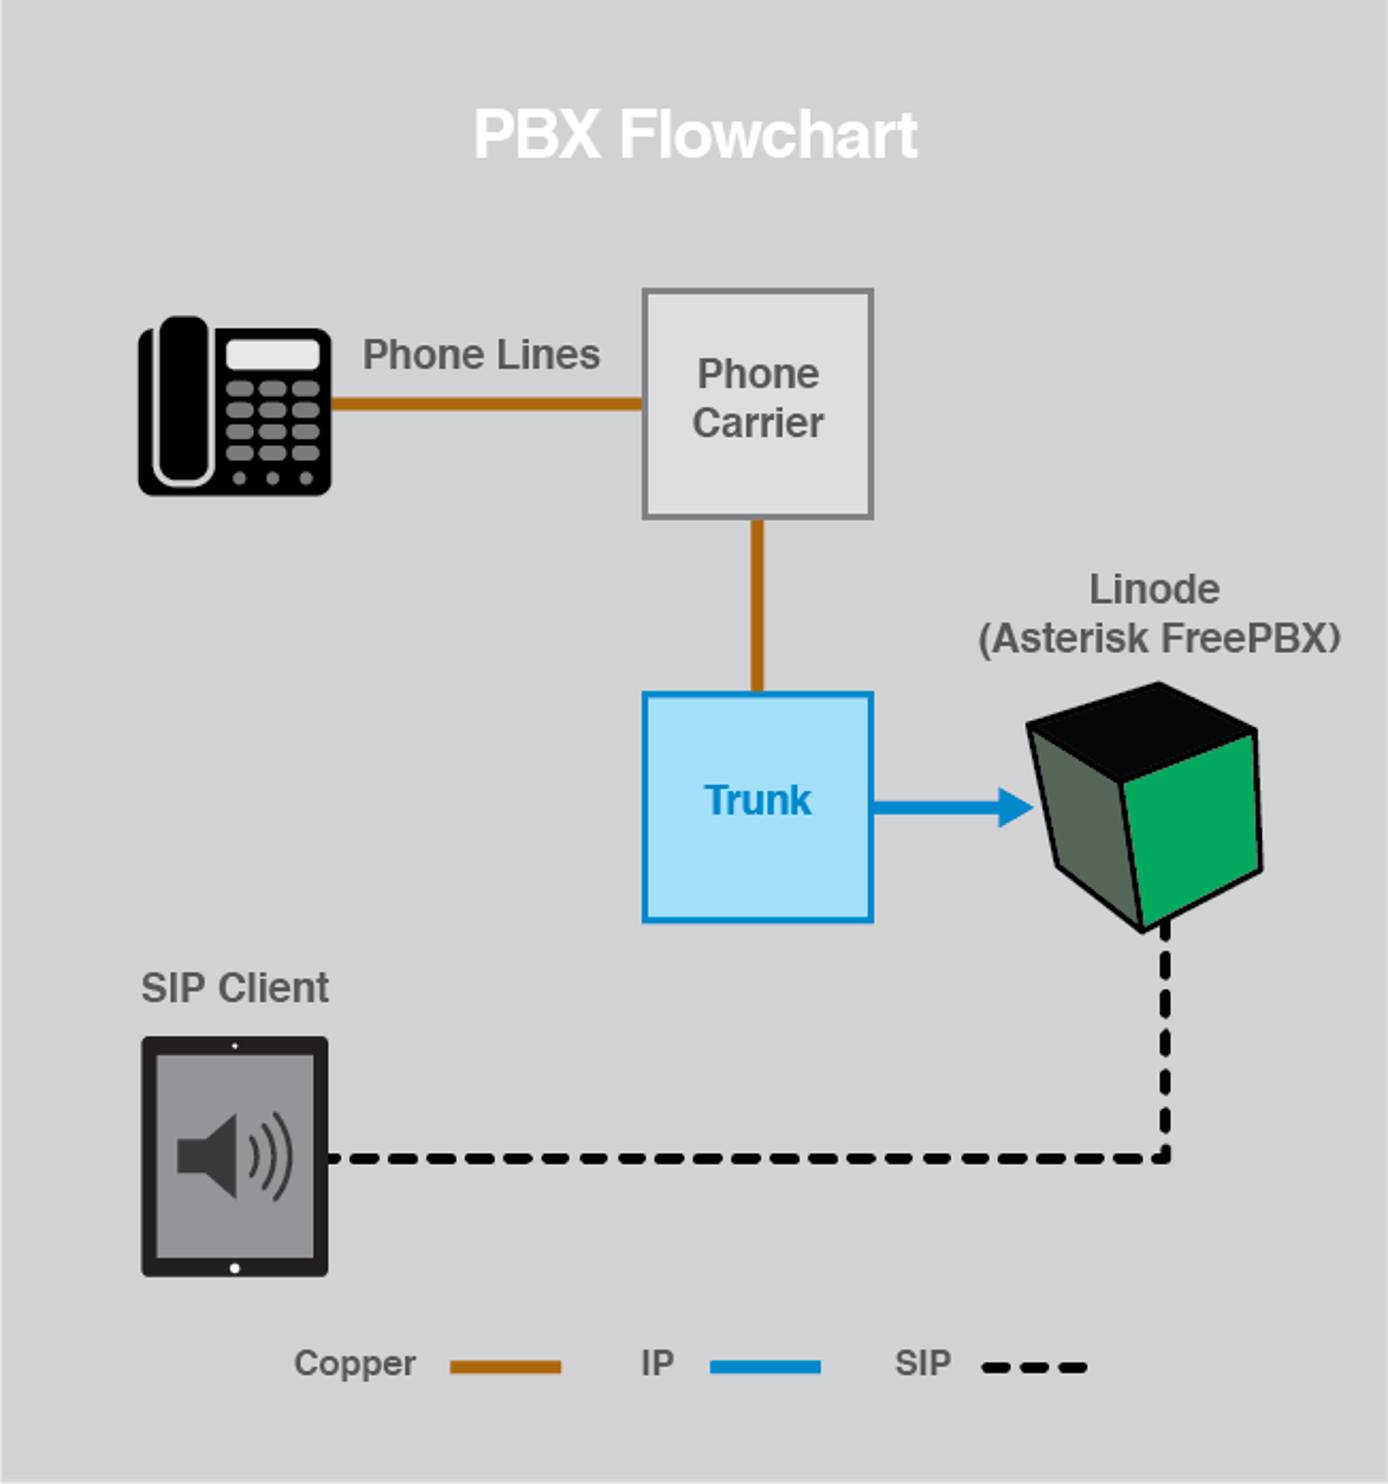 PBX Flowchart
Phone Lines
Phone
Carrier
Linode
(Asterisk FreePBX)
Trunk
SIP Client
Copper
IP
SIP